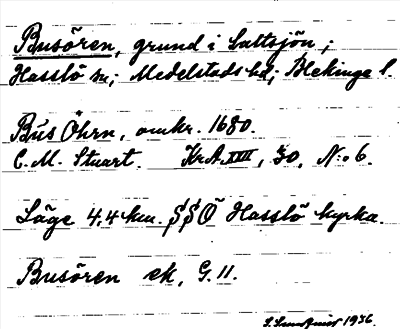 Busören, grund i Saltsjön;
Hasslö sn; Medelstads hd; Blekinge l.
Bus Öhrn, omkr. 1680.
C. M. Stuart. Kr.A. XIII, 30, N:o 6.
Läge 4,4 km. S S Ö Hasslö kyrka.
Busören ek, G. 11.
1936